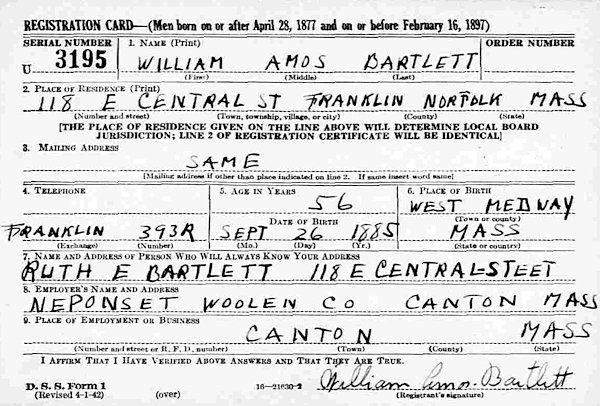 REGISTRATION CARD—(Men born on or after April 28, 1877 and on or before February 16, 1897)
SERIAL NUMBER 1. NAME (Print) ORDER NUMBER
U 3195 WILLIAM AMOS BARTLETT
(First) (Middle) (Last)
2. PLACE OF RESIDENCE (Print)
118 E CENTRAL ST FRANKLIN NORFOLK MASS
(Number and street) (Town, township, village, or city) (County) (State)
[THE PLACE OF RESIDENCE GIVEN ON THE LINE ABOVE WILL DETERMINE LOCAL BOARD
JURISDICTION; LINE 2 OF REGISTRATION CERTIFICATE WILL BE IDENTICAL]
3. MAILING ADDRESS
SAME
[Mailing address if other than place indicated on line 2. If same insert word same]
4. TELEPHONE 5. AGE IN YEARS 6. PLACE OF BIRTH
56 WEST MEDWAY
DATE OF BIRTH (Town or county)
FRANKLIN 393R SEPT 26 1885 MASS
(Exchange) (Number) (Mo.) (Day) (Yr.) (State or country)
7. NAME AND ADDRESS OF PERSON WHO WILL ALWAYS KNOW YOUR ADDRESS
RUTH E BARTLETT 118 E CENTRAL-STEET
8. EMPLOYER'S NAME AND ADDRESS
NEPONSET WOOLEN CO CANTON MASS
9. PLACE OF EMPLOYMENT OR BUSINESS
CANTON MASS
(Number and street or R. F. D. number) (Town) (County) (State)
I AFFIRM THAT I HAVE VERIFIED ABOVE ANSWERS AND THAT THEY ARE TRUE.
D. S. S. Form 1
(Revised 4-1-42) (over) 16—21630-2 William Amos Bartlett
(Registrant's signature)